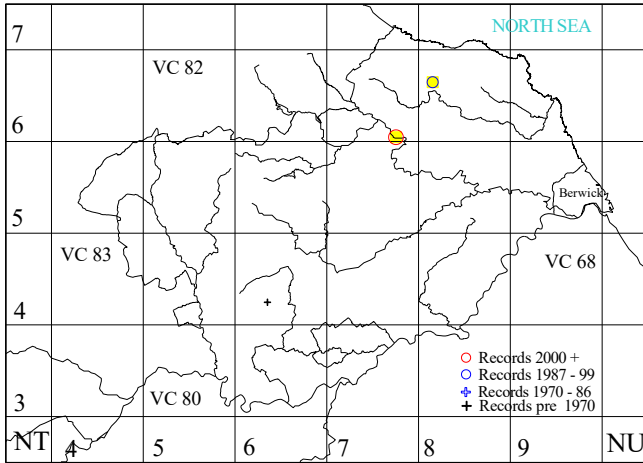 7
NORTH SEA
VC 82
6
Berwick
5
VC 83
VC 68
4
Records 2000 +
Records 1987 - 99
Records 1970 - 86
VC 80
Records pre 1970
3
NT 4 5 6 7 8 9 NU